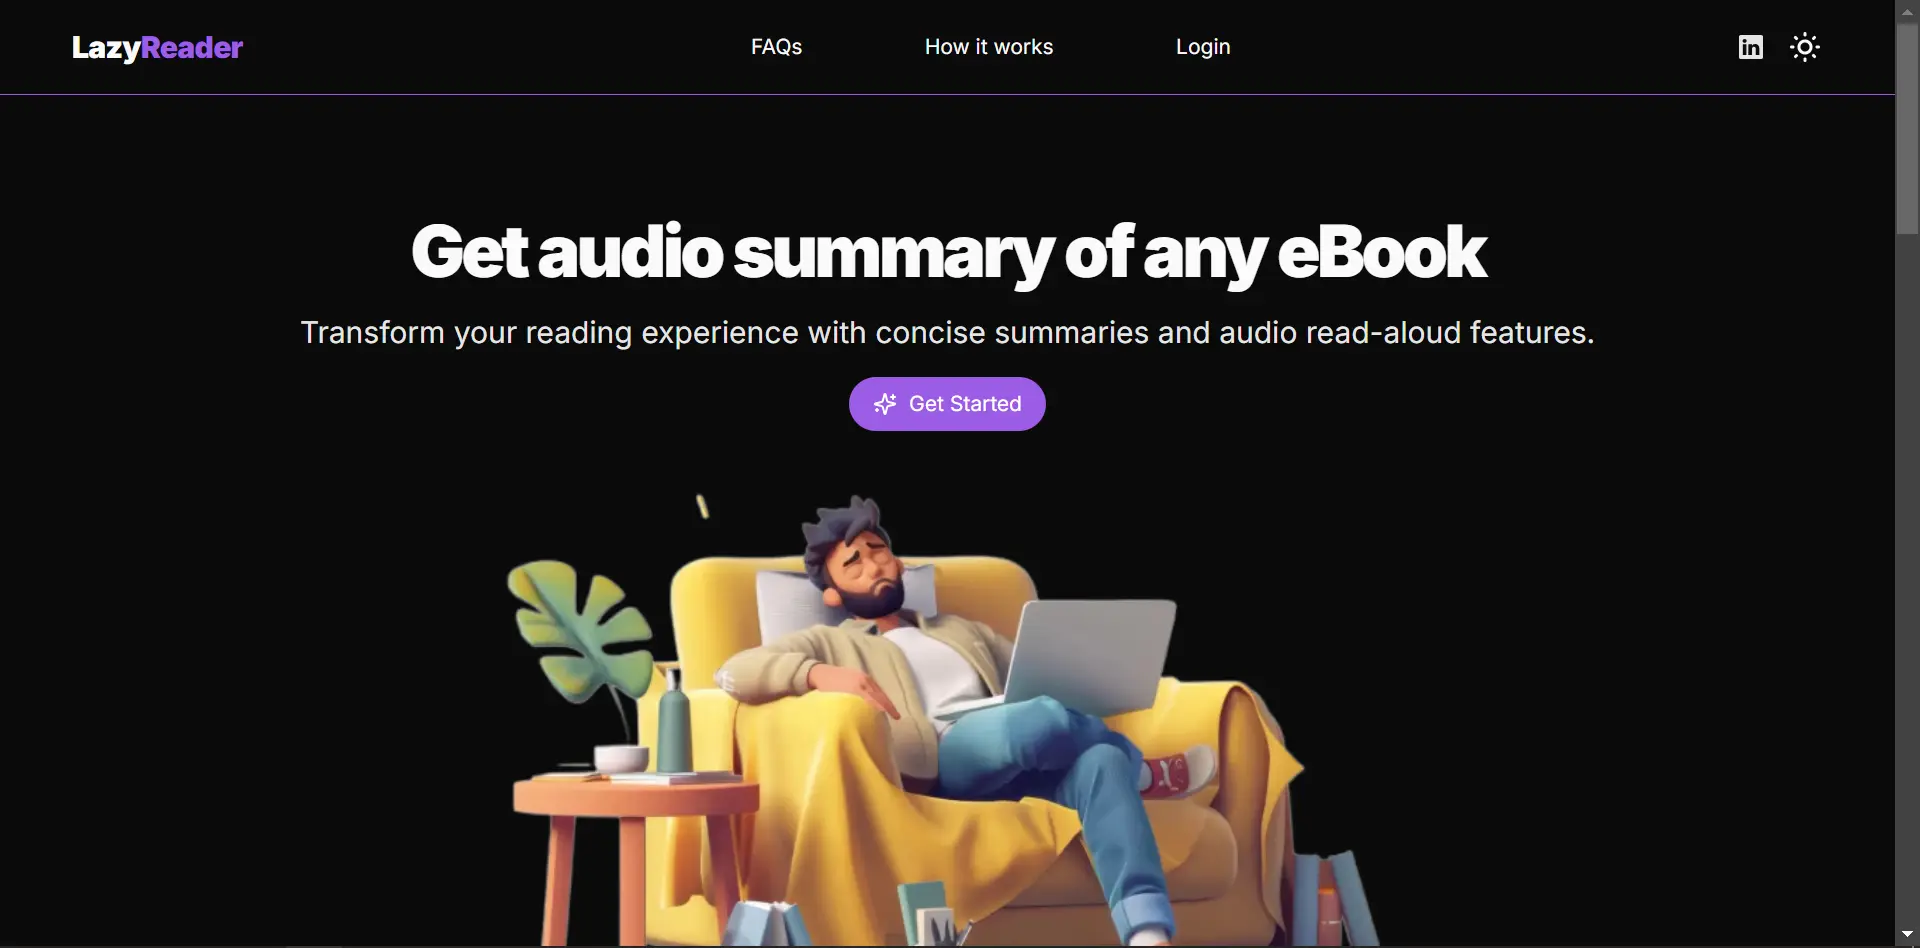 LazyReader
FAQs
How it works
Login
in
Get audio summary of any eBook
Transform your reading experience with concise summaries and audio read-aloud features.
Get Started